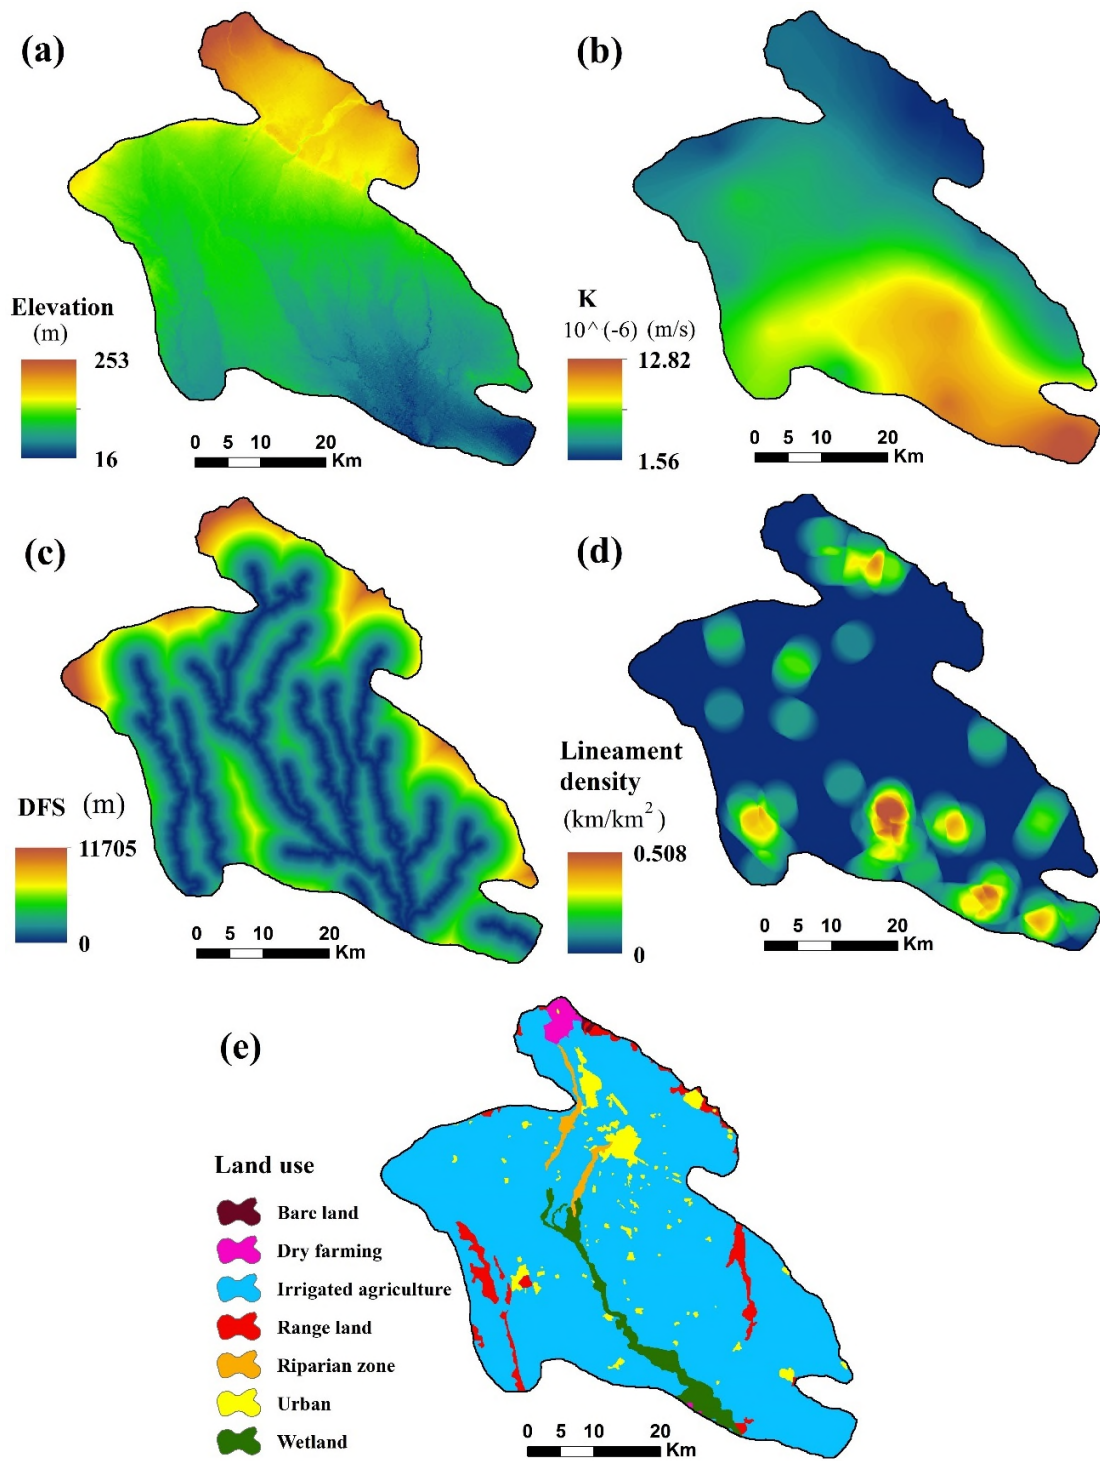 (a)
Elevation
(m)
253
16
0 5 10 20
Km
(b)
K
10^ (-6) (m/s)
12.82
1.56
0 5 10 20
Km
(c)
DFS (m)
11705
0
0 5 10 20
Km
(d)
Lineament
density
(km/km²)
0.508
0
0 5 10 20
Km
(e)
Land use
Barc land
Dry farming
Irrigated agriculture
Range land
Riparian zone
Urban
Wetland
0 5 10 20
Km